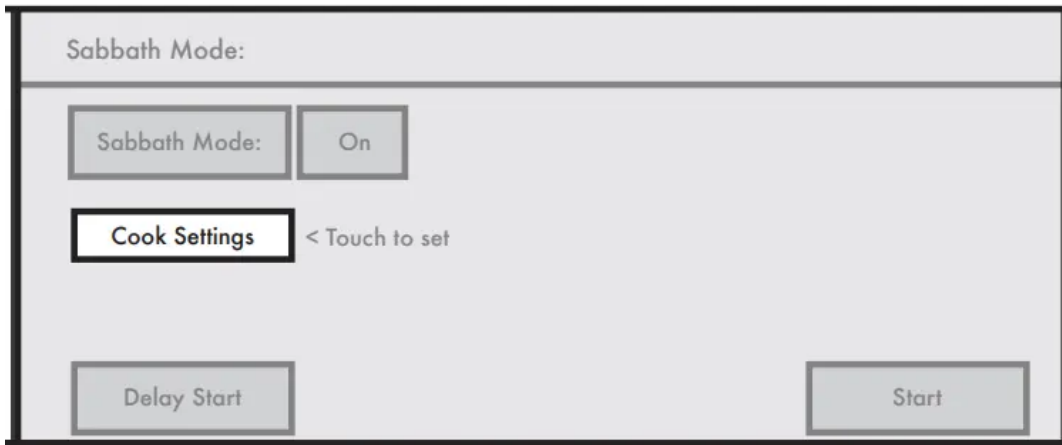 Sabbath Mode:
Sabbath Mode: On
Cook Settings < Touch to set
Delay Start Start